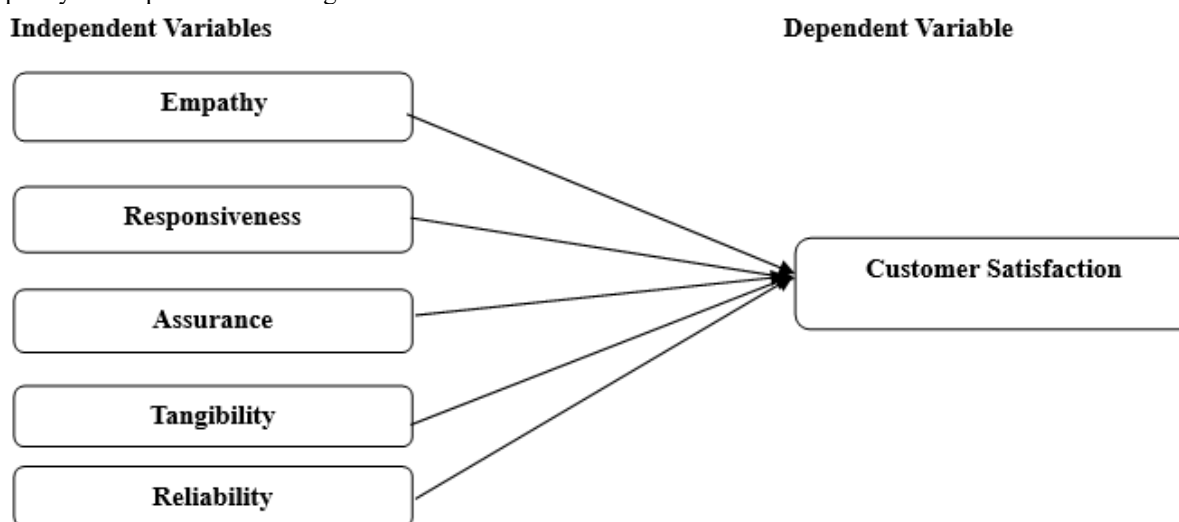 Independent Variables
Dependent Variable
Empathy
Responsiveness
Customer Satisfaction
Assurance
Tangibility
Reliability